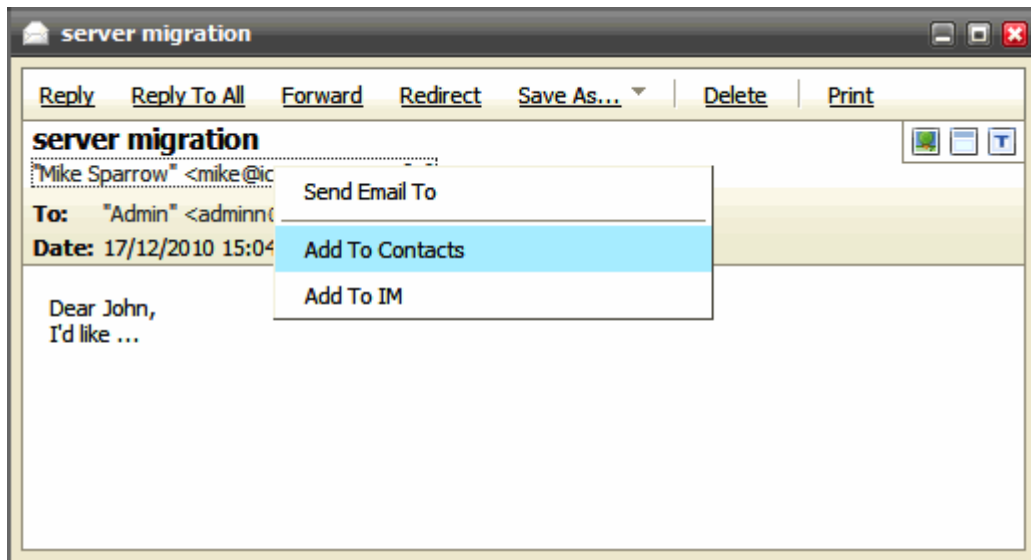 server migration
Reply Reply To All Forward Redirect Save As... Delete Print
server migration
"Mike Sparrow" <mike@ic
Send Email To
To: "Admin" <adminn
Add To Contacts
Date: 17/12/2010 15:04
Add To IM
Dear John,
I'd like ...
T